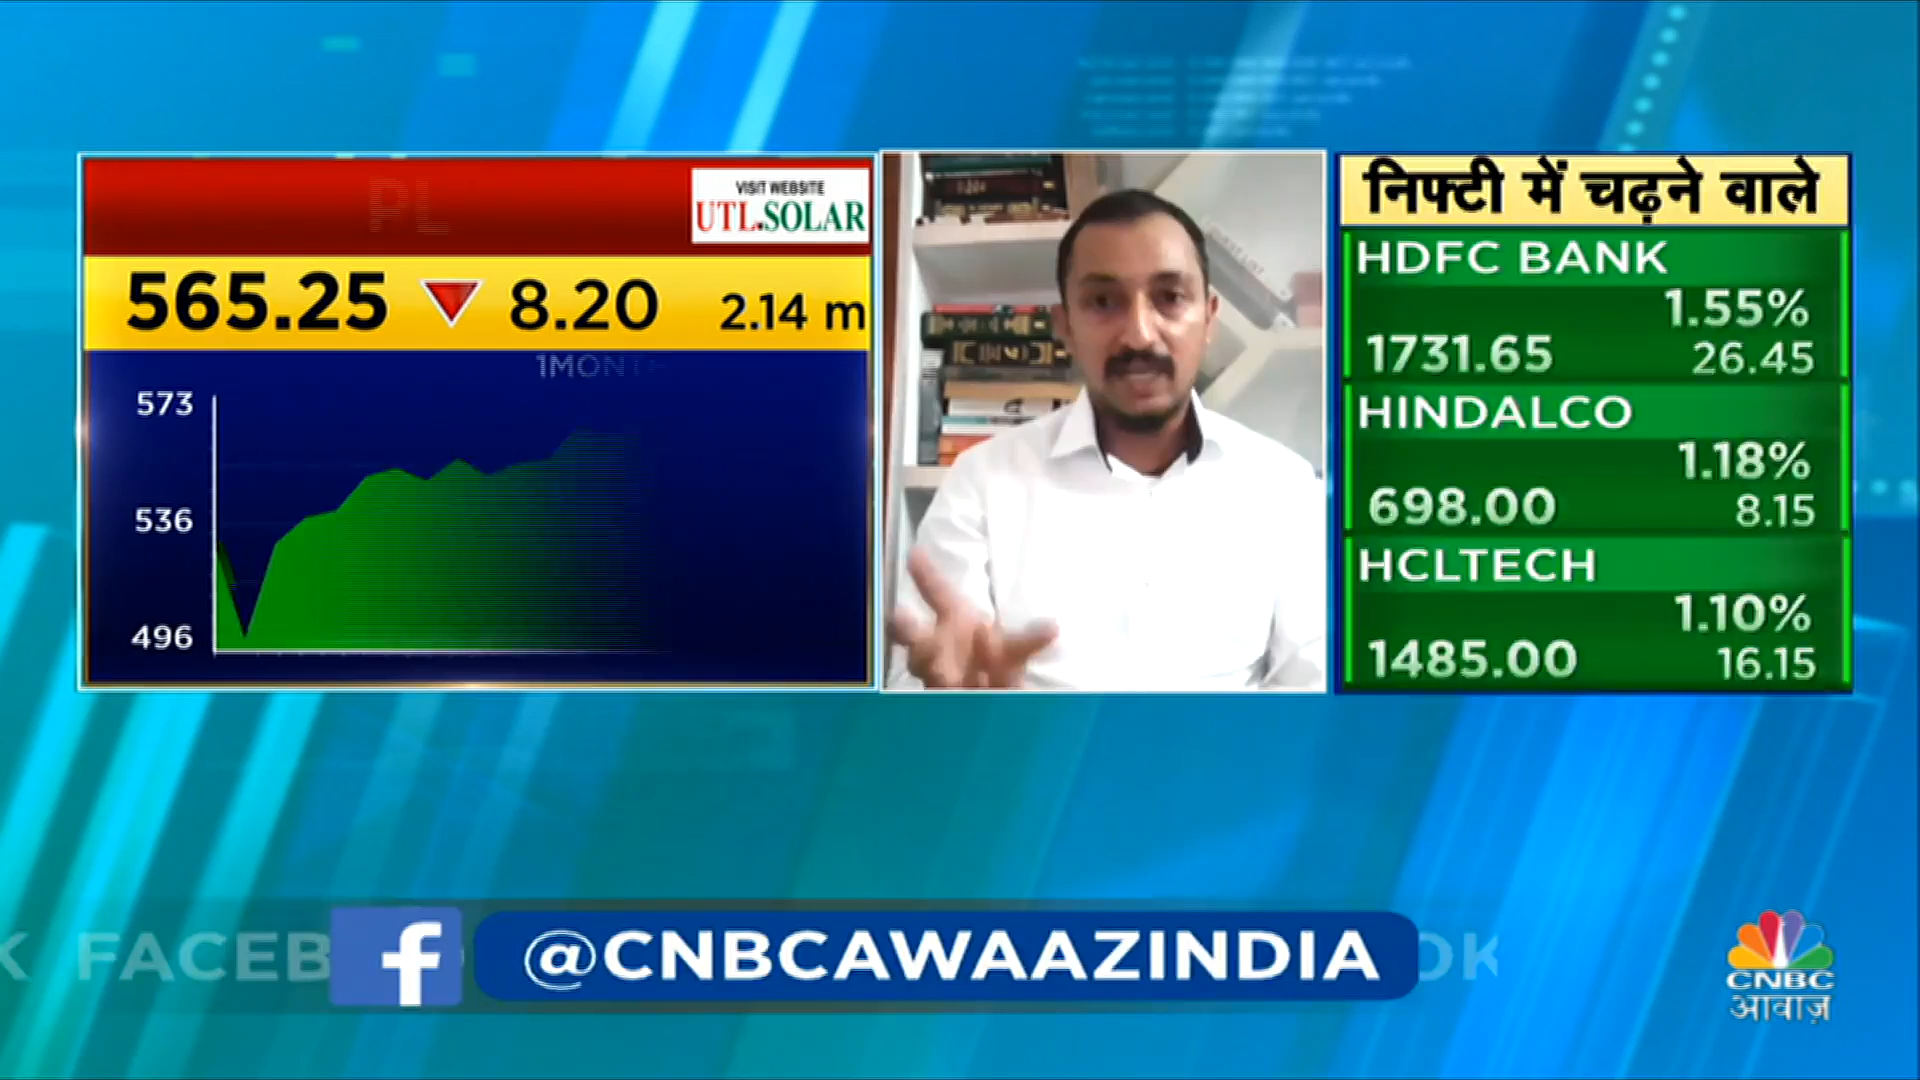 PL
VISIT WEBSITE
UTL.SOLAR
565.25 8.20 2.14 m
1MONTH
573
536
496
निफ्टी में चढ़ने वाले
HDFC BANK
1.55%
1731.65 26.45
HINDALCO
1.18%
698.00 8.15
HCLTECH
1.10%
1485.00 16.15
K FACEB f @CNBCAWAAZINDIA OK
CNBC
आवाज़